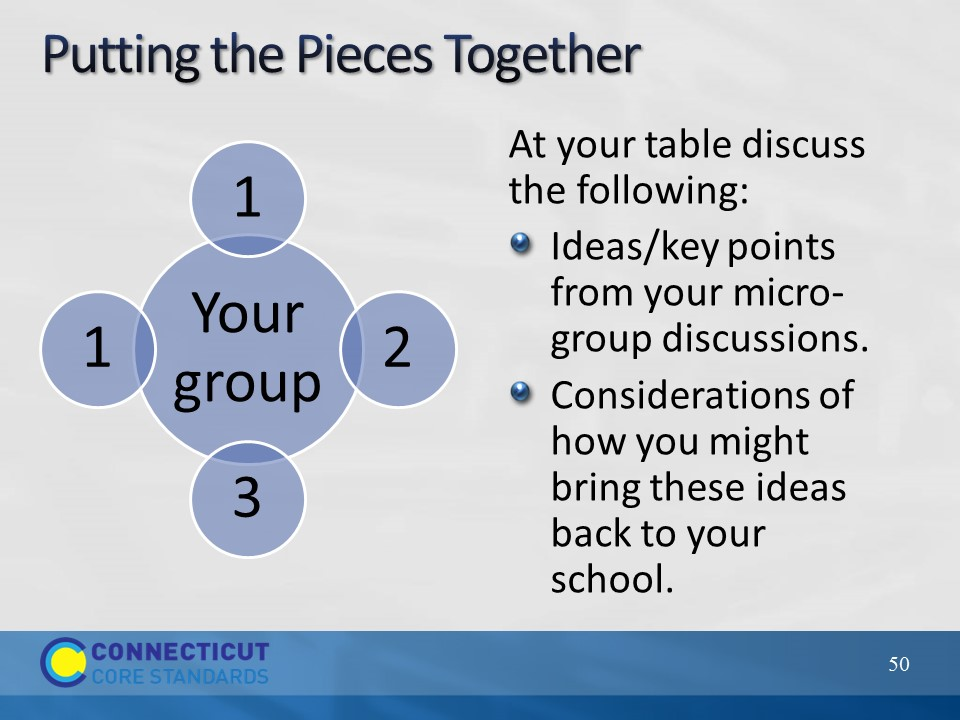 Putting the Pieces Together
1
Your
group
1
2
3
At your table discuss
the following:
Ideas/key points
from your micro-
group discussions.
Considerations of
how you might
bring these ideas
back to your
school.
CONNECTICUT
CORE STANDARDS
50